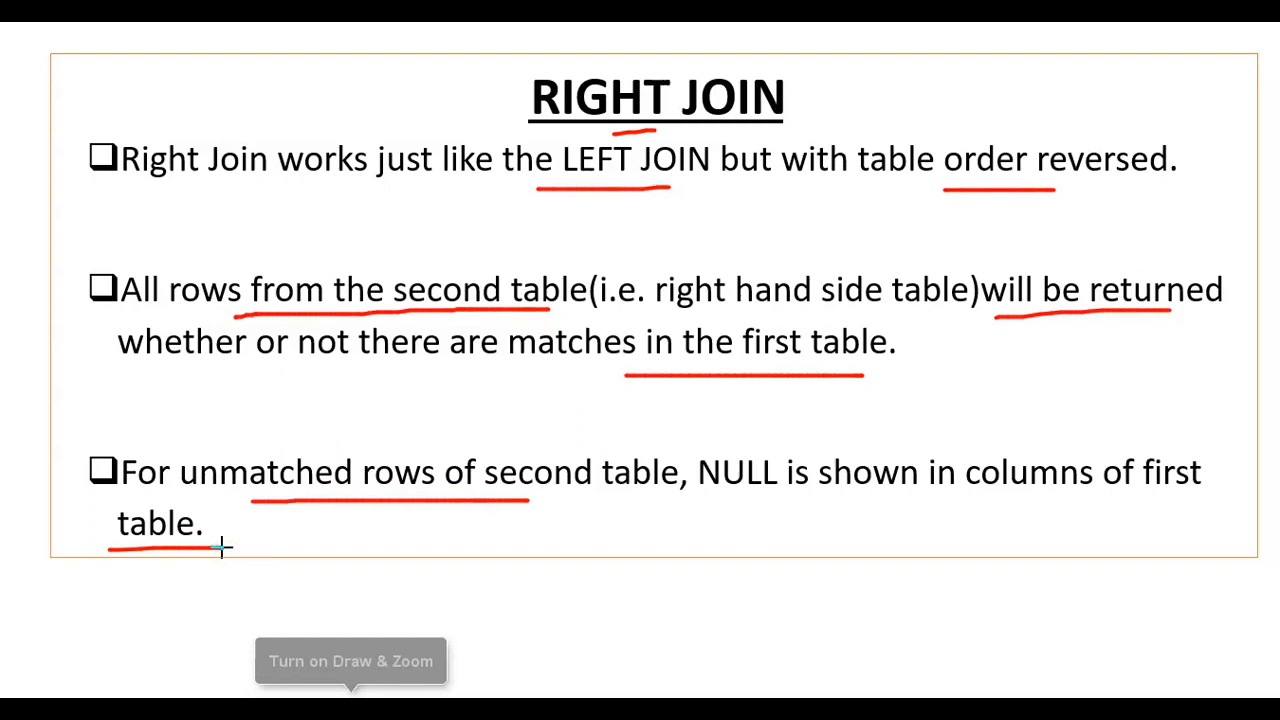 RIGHT JOIN
Right Join works just like the LEFT JOIN but with table order reversed.
All rows from the second table(i.e. right hand side table)will be returned
whether or not there are matches in the first table.
For unmatched rows of second table, NULL is shown in columns of first
table.
Turn on Draw & Zoom